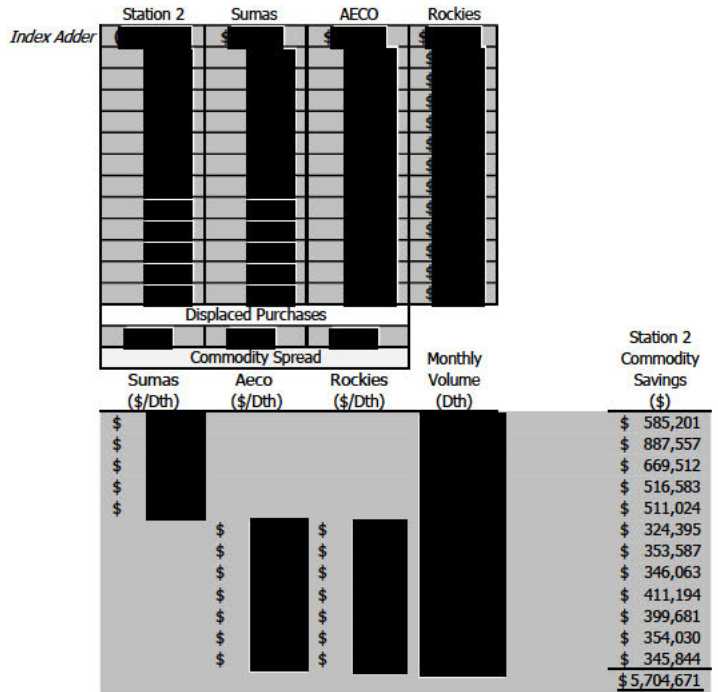 Station 2 Sumas AECO Rockies
Index Adder ( $ $ $
$
$
$
$
$
$
$
$
$
$
$
$
Displaced Purchases
Commodity Spread
Sumas ($/Dth) Aeco ($/Dth) Rockies ($/Dth) Monthly Volume (Dth) Station 2 Commodity Savings ($)
$ $ 585,201
$ $ 887,557
$ $ 669,512
$ $ 516,583
$ $ 511,024
$ $ $ 324,395
$ $ $ 353,587
$ $ $ 346,063
$ $ $ 411,194
$ $ $ 399,681
$ $ $ 354,030
$ $ $ 345,844
$ 5,704,671